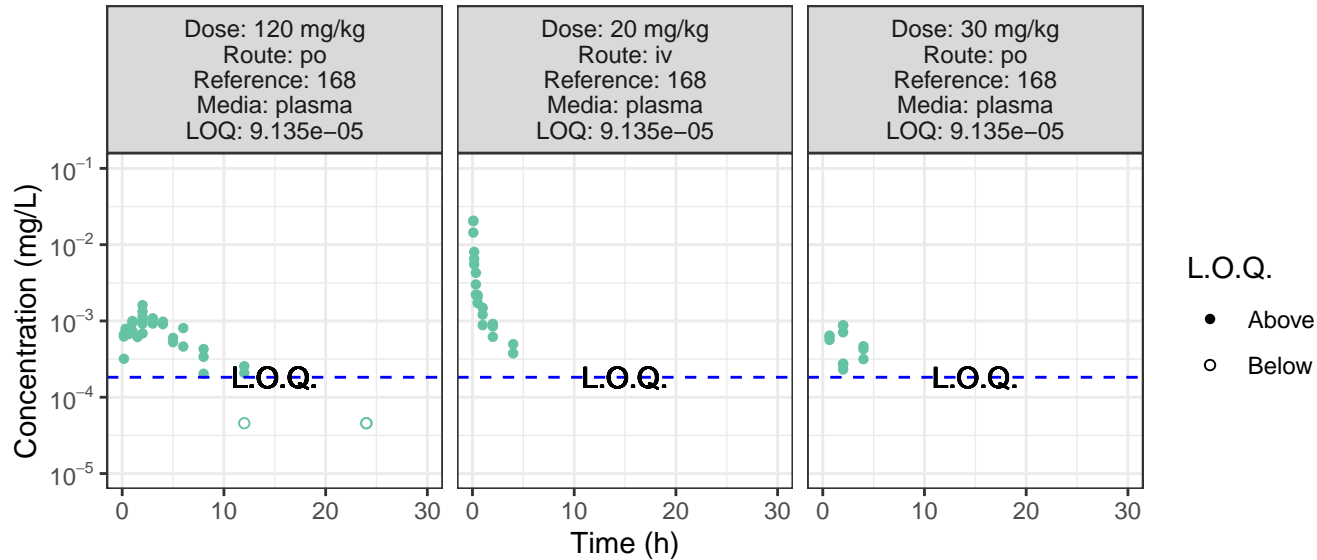 Dose: 120 mg/kg
Route: po
Reference: 168
Media: plasma
LOQ: 9.135e−05
Dose: 20 mg/kg
Route: iv
Reference: 168
Media: plasma
LOQ: 9.135e−05
Dose: 30 mg/kg
Route: po
Reference: 168
Media: plasma
LOQ: 9.135e−05
Concentration (mg/L)
10⁻¹
10⁻²
10⁻³
10⁻⁴
10⁻⁵
L.O.Q.
L.O.Q.
L.O.Q.
0 10 20 30
0 10 20 30
0 10 20 30
Time (h)
L.O.Q.
Above
Below